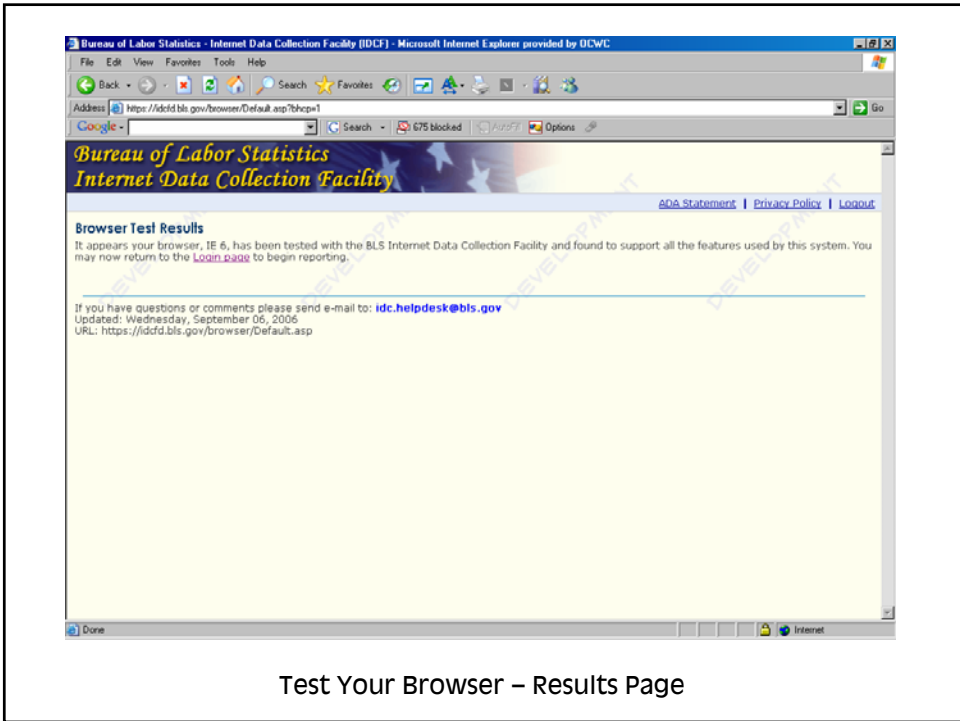 Bureau of Labor Statistics - Internet Data Collection Facility (IDCF) - Microsoft Internet Explorer provided by OCWC
File Edit View Favorites Tools Help
Back Search Favorites
Address https://idcfd.bls.gov/browser/Default.asp?bhcp=1 Go
Google - Search 675 blocked AutoFill Options
Bureau of Labor Statistics
Internet Data Collection Facility
ADA Statement | Privacy Policy | Logout
Browser Test Results
It appears your browser, IE 6, has been tested with the BLS Internet Data Collection Facility and found to support all the features used by this system. You
may now return to the Login page to begin reporting.
DEVELOPMENT DEVELOPMENT DEVELOPMENT
If you have questions or comments please send e-mail to: idc.helpdesk@bls.gov
Updated: Wednesday, September 06, 2006
URL: https://idcfd.bls.gov/browser/Default.asp
Done Internet
Test Your Browser – Results Page